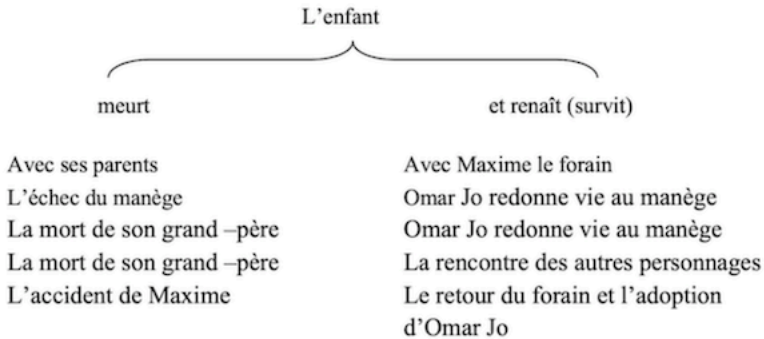 L'enfant
meurt
et renaît (survit)
Avec ses parents
Avec Maxime le forain
L'échec du manège
Omar Jo redonne vie au manège
La mort de son grand –père
Omar Jo redonne vie au manège
La mort de son grand –père
La rencontre des autres personnages
L'accident de Maxime
Le retour du forain et l'adoption
d'Omar Jo